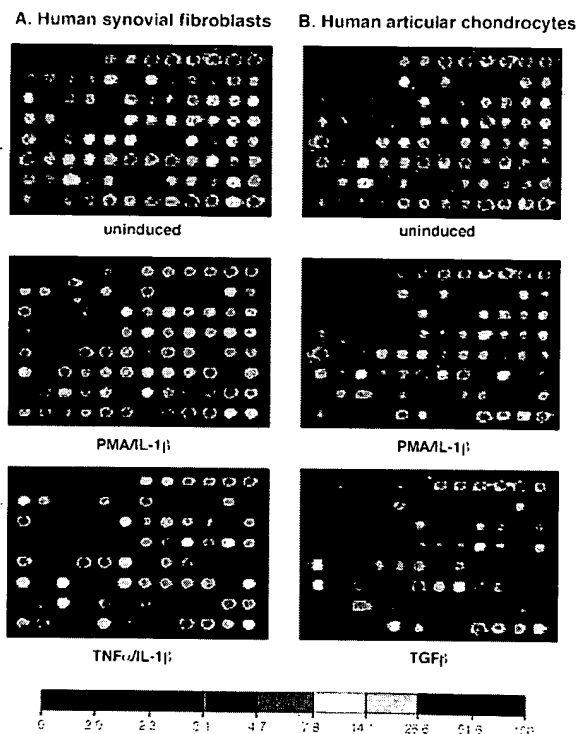 A. Human synovial fibroblasts
B. Human articular chondrocytes
uninduced
uninduced
PMA/IL-1β
PMA/IL-1β
TNFα/IL-1β
TGFβ